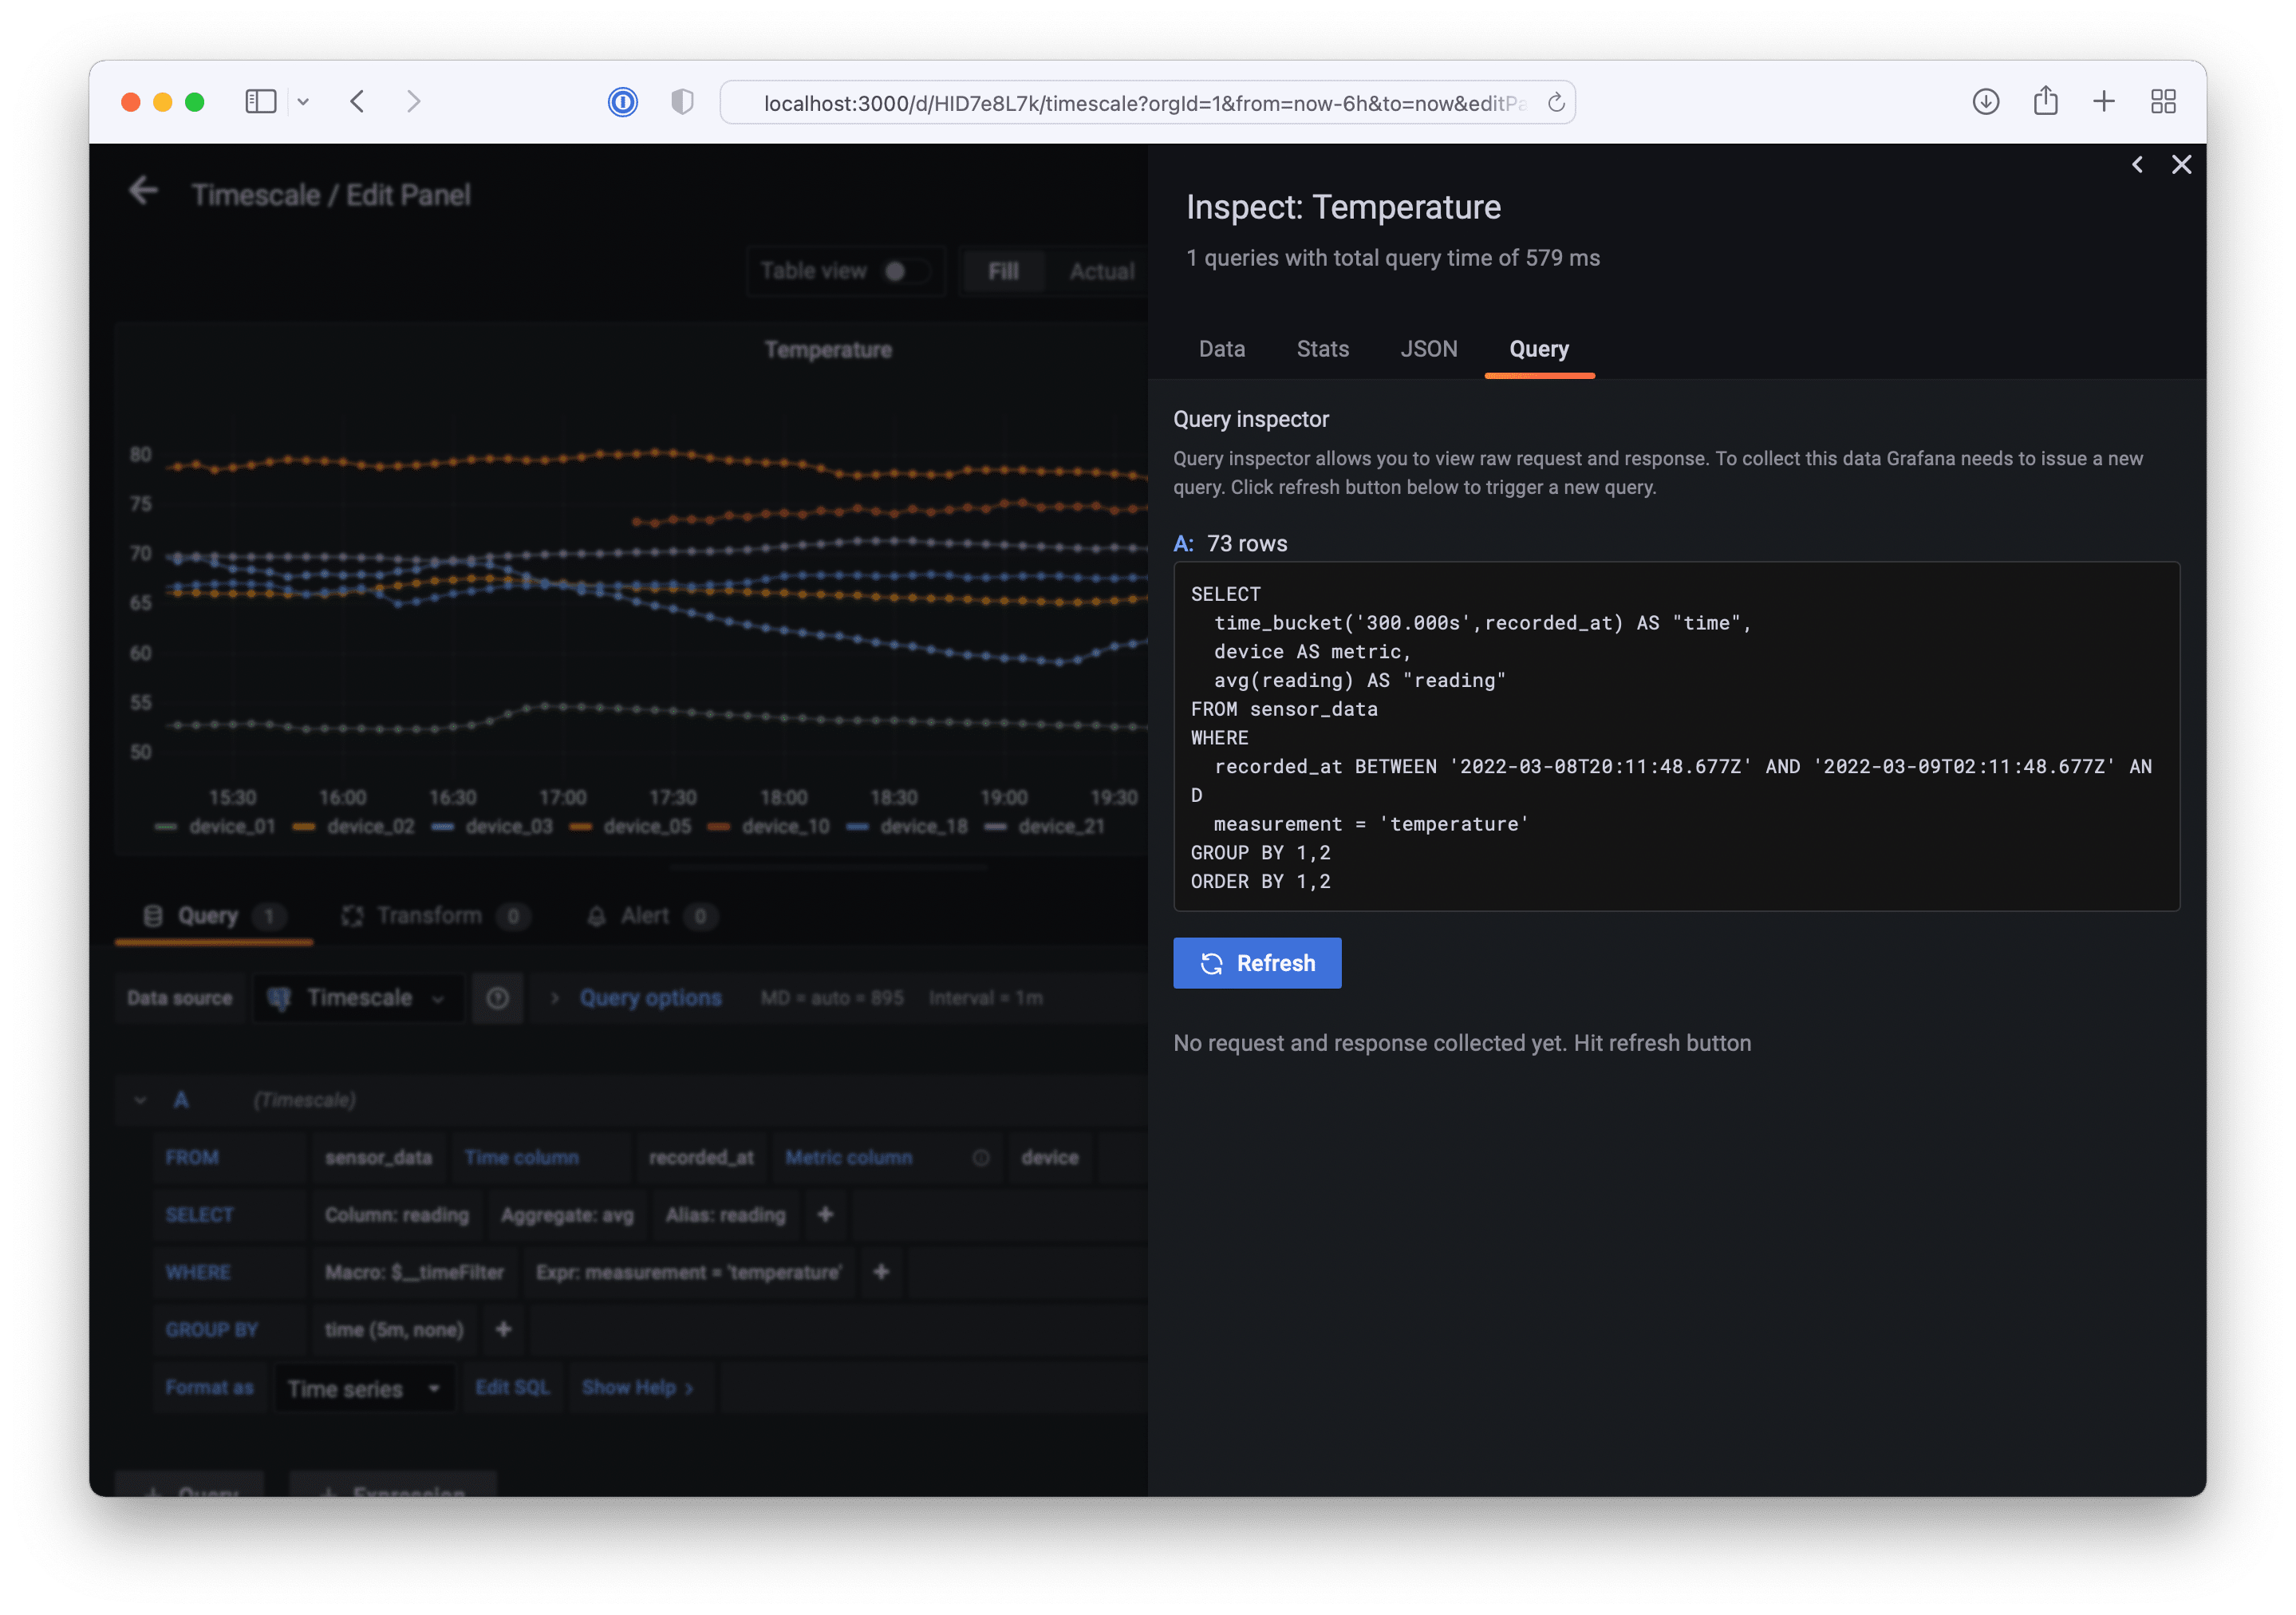 localhost:3000/d/HID7e8L7k/timescale?orgId=1&from=now-6h&to=now&editPa
Timescale / Edit Panel
Table view Fill Actual
Temperature
80
75
70
65
60
55
50
15:30 16:00 16:30 17:00 17:30 18:00 18:30 19:00 19:30
device_01 device_02 device_03 device_05 device_10 device_18 device_21
Query 1 Transform 0 Alert 0
Data source Timescale Query options MD = auto = 895 Interval = 1m
A (Timescale)
FROM sensor_data Time column recorded_at Metric column device
SELECT Column: reading Aggregate: avg Alias: reading +
WHERE Macro: $__timeFilter Expr: measurement = 'temperature' +
GROUP BY time (5m, none) +
Format as Time series Edit SQL Show Help >
+ Query + Expression
Inspect: Temperature
1 queries with total query time of 579 ms
Data Stats JSON Query
Query inspector
Query inspector allows you to view raw request and response. To collect this data Grafana needs to issue a new
query. Click refresh button below to trigger a new query.
A: 73 rows
SELECT
time_bucket('300.000s',recorded_at) AS "time",
device AS metric,
avg(reading) AS "reading"
FROM sensor_data
WHERE
recorded_at BETWEEN '2022-03-08T20:11:48.677Z' AND '2022-03-09T02:11:48.677Z' AN
D
measurement = 'temperature'
GROUP BY 1,2
ORDER BY 1,2
Refresh
No request and response collected yet. Hit refresh button